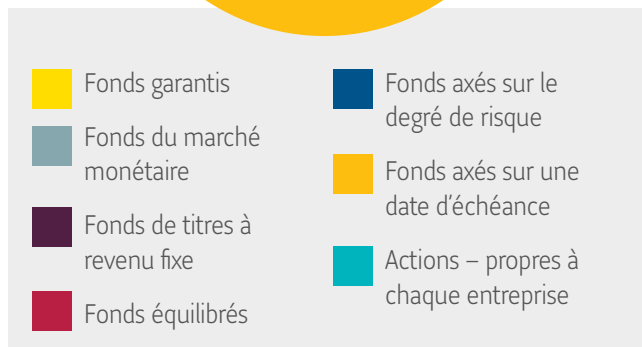 Fonds garantis
Fonds du marché
monétaire
Fonds de titres à
revenu fixe
Fonds équilibrés
Fonds axés sur le
degré de risque
Fonds axés sur une
date d'échéance
Actions – propres à
chaque entreprise